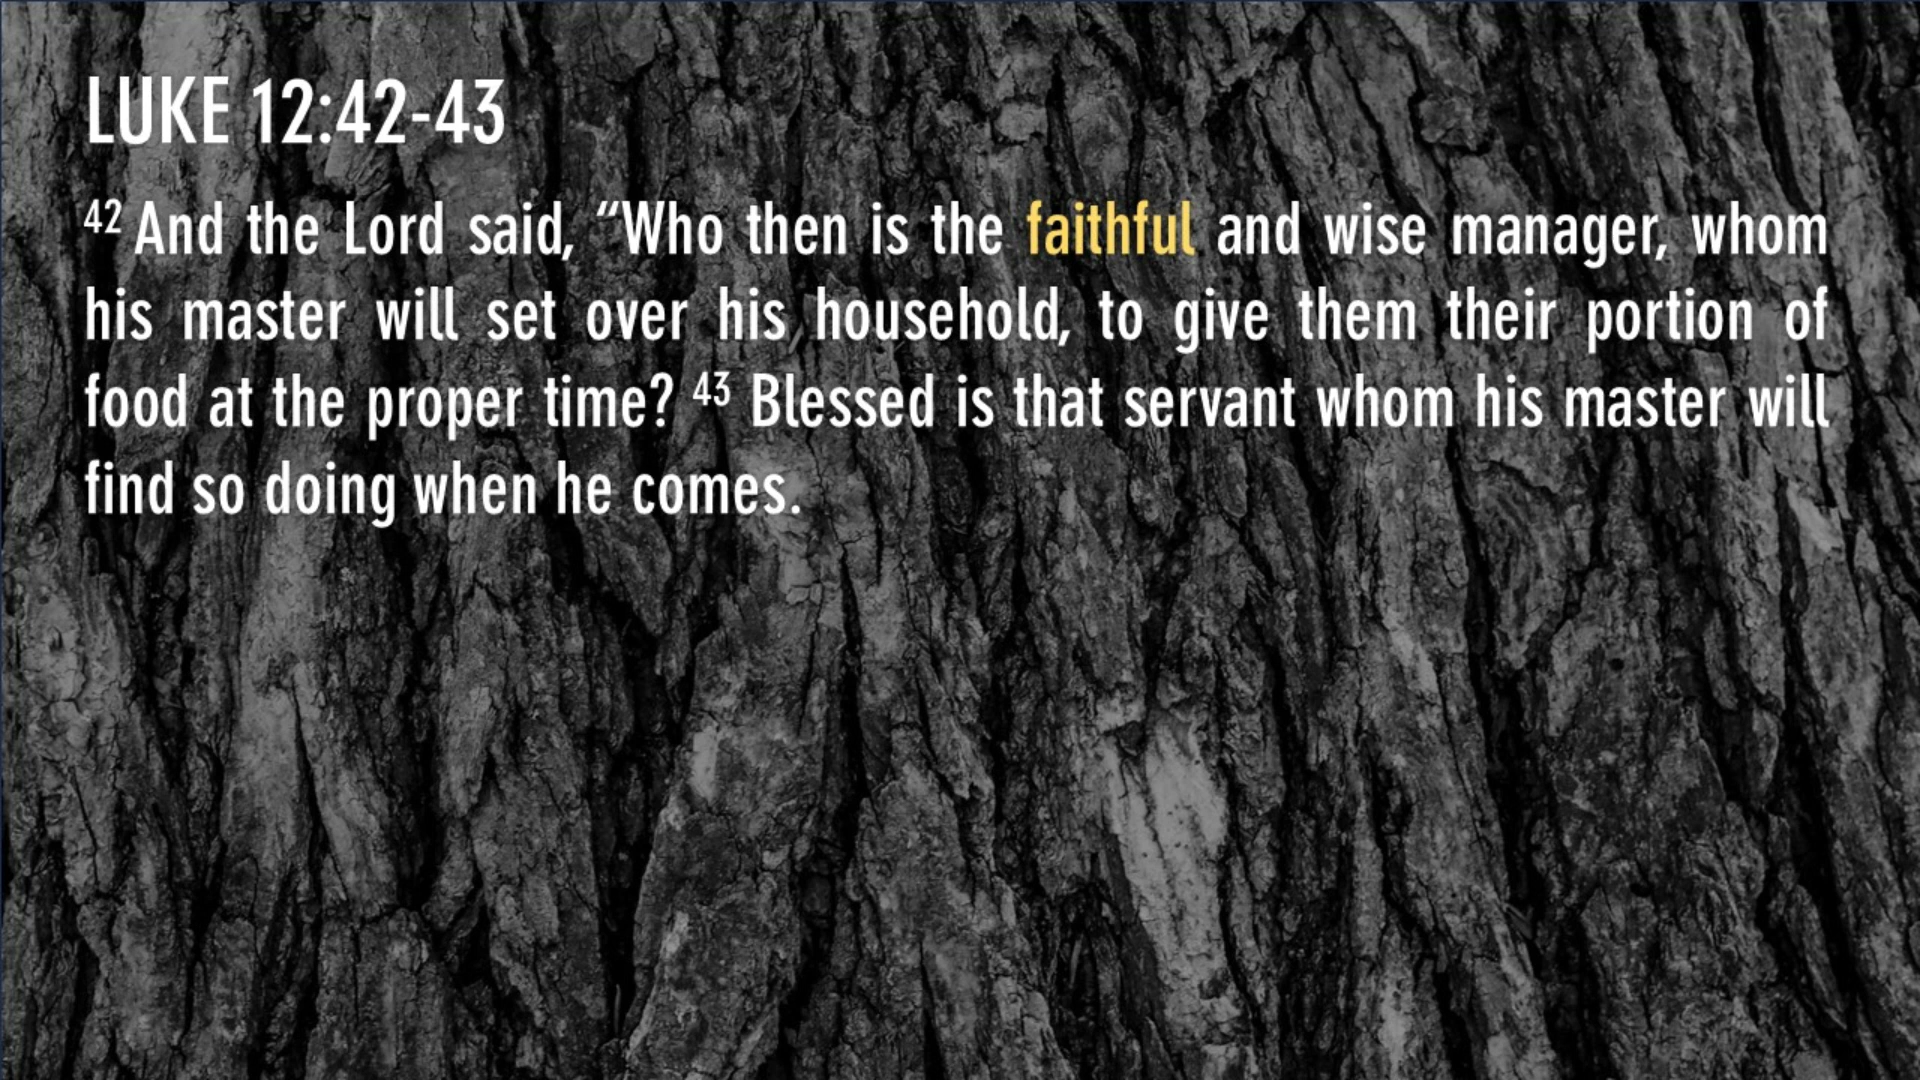 LUKE 12:42-43
42 And the Lord said, “Who then is the faithful and wise manager, whom
his master will set over his household, to give them their portion of
food at the proper time? 43 Blessed is that servant whom his master will
find so doing when he comes.